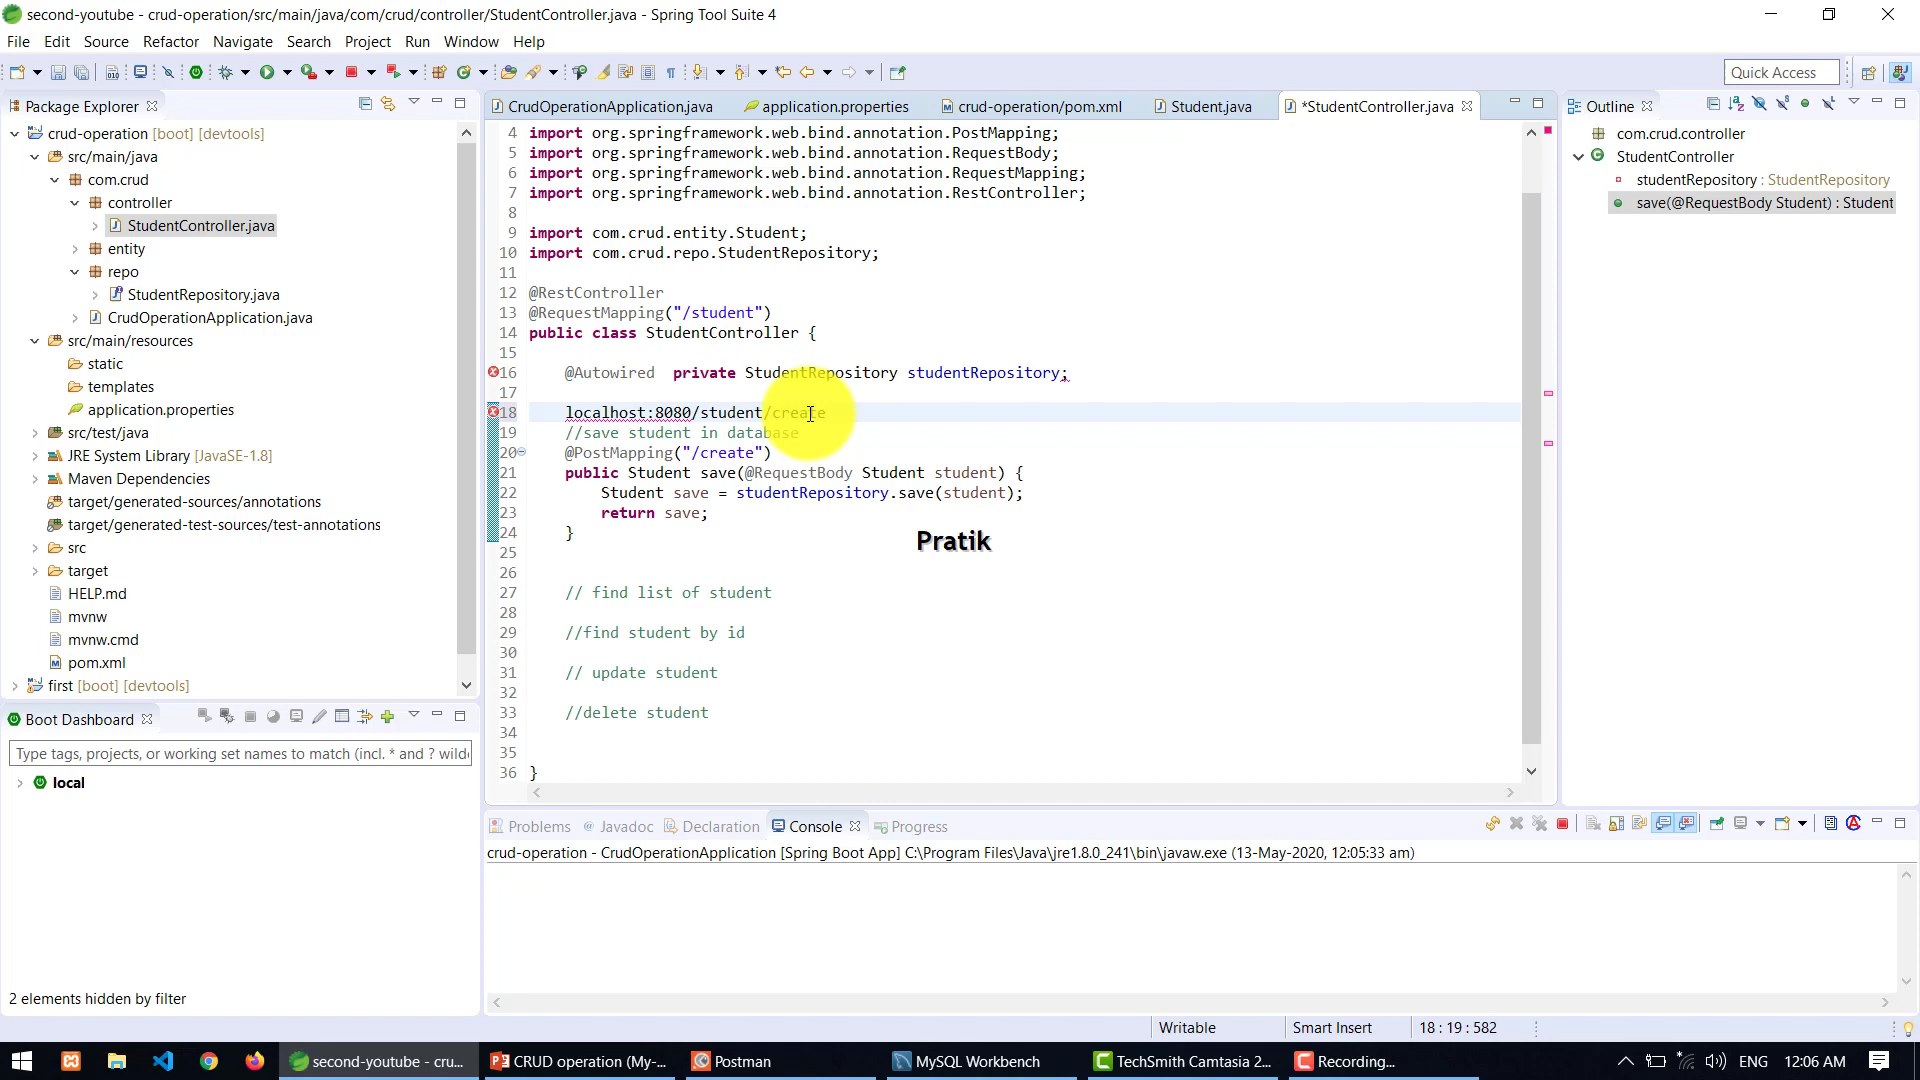 second-youtube - crud-operation/src/main/java/com/crud/controller/StudentController.java - Spring Tool Suite 4
File Edit Source Refactor Navigate Search Project Run Window Help
Quick Access
Package Explorer
crud-operation [boot] [devtools]
src/main/java
com.crud
controller
StudentController.java
entity
repo
StudentRepository.java
CrudOperationApplication.java
src/main/resources
static
templates
application.properties
src/test/java
JRE System Library [JavaSE-1.8]
Maven Dependencies
target/generated-sources/annotations
target/generated-test-sources/test-annotations
src
target
HELP.md
mvnw
mvnw.cmd
pom.xml
first [boot] [devtools]
Boot Dashboard
Type tags, projects, or working set names to match (incl. * and ? wild
local
2 elements hidden by filter
CrudOperationApplication.java application.properties crud-operation/pom.xml Student.java *StudentController.java
4 import org.springframework.web.bind.annotation.PostMapping;
5 import org.springframework.web.bind.annotation.RequestBody;
6 import org.springframework.web.bind.annotation.RequestMapping;
7 import org.springframework.web.bind.annotation.RestController;
8
9 import com.crud.entity.Student;
10 import com.crud.repo.StudentRepository;
11
12 @RestController
13 @RequestMapping("/student")
14 public class StudentController {
15
16 @Autowired private StudentRepository studentRepository;
17
18 localhost:8080/student/create
19 //save student in database
20 @PostMapping("/create")
21 public Student save(@RequestBody Student student) {
22 Student save = studentRepository.save(student);
23 return save;
24 }
25
26
27 // find list of student
28
29 //find student by id
30
31 // update student
32
33 //delete student
34
35
36 }
Pratik
Outline
com.crud.controller
StudentController
studentRepository : StudentRepository
save(@RequestBody Student) : Student
Problems Javadoc Declaration Console Progress
crud-operation - CrudOperationApplication [Spring Boot App] C:\Program Files\Java\jre1.8.0_241\bin\javaw.exe (13-May-2020, 12:05:33 am)
Writable Smart Insert 18 : 19 : 582
second-youtube - cru... CRUD operation (My-... Postman MySQL Workbench TechSmith Camtasia 2... Recording... ENG 12:06 AM